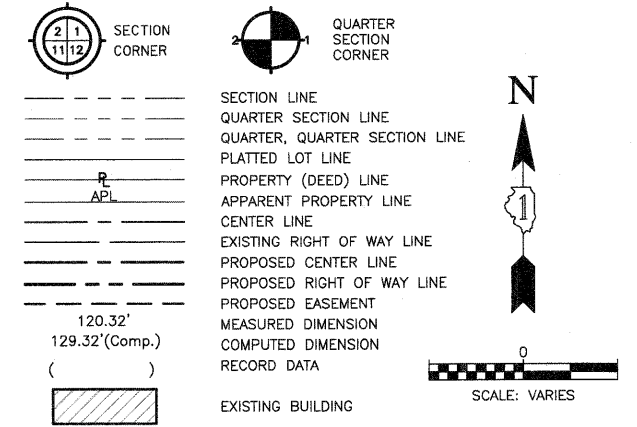 2 1 SECTION
11 12 CORNER
2 1 QUARTER
SECTION
CORNER
N
SECTION LINE
QUARTER SECTION LINE
QUARTER, QUARTER SECTION LINE
PLATTED LOT LINE
PL PROPERTY (DEED) LINE
APL APPARENT PROPERTY LINE
CENTER LINE
EXISTING RIGHT OF WAY LINE
PROPOSED CENTER LINE
PROPOSED RIGHT OF WAY LINE
PROPOSED EASEMENT
120.32' MEASURED DIMENSION
129.32'(Comp.) COMPUTED DIMENSION
( ) RECORD DATA
EXISTING BUILDING
1
0
SCALE: VARIES